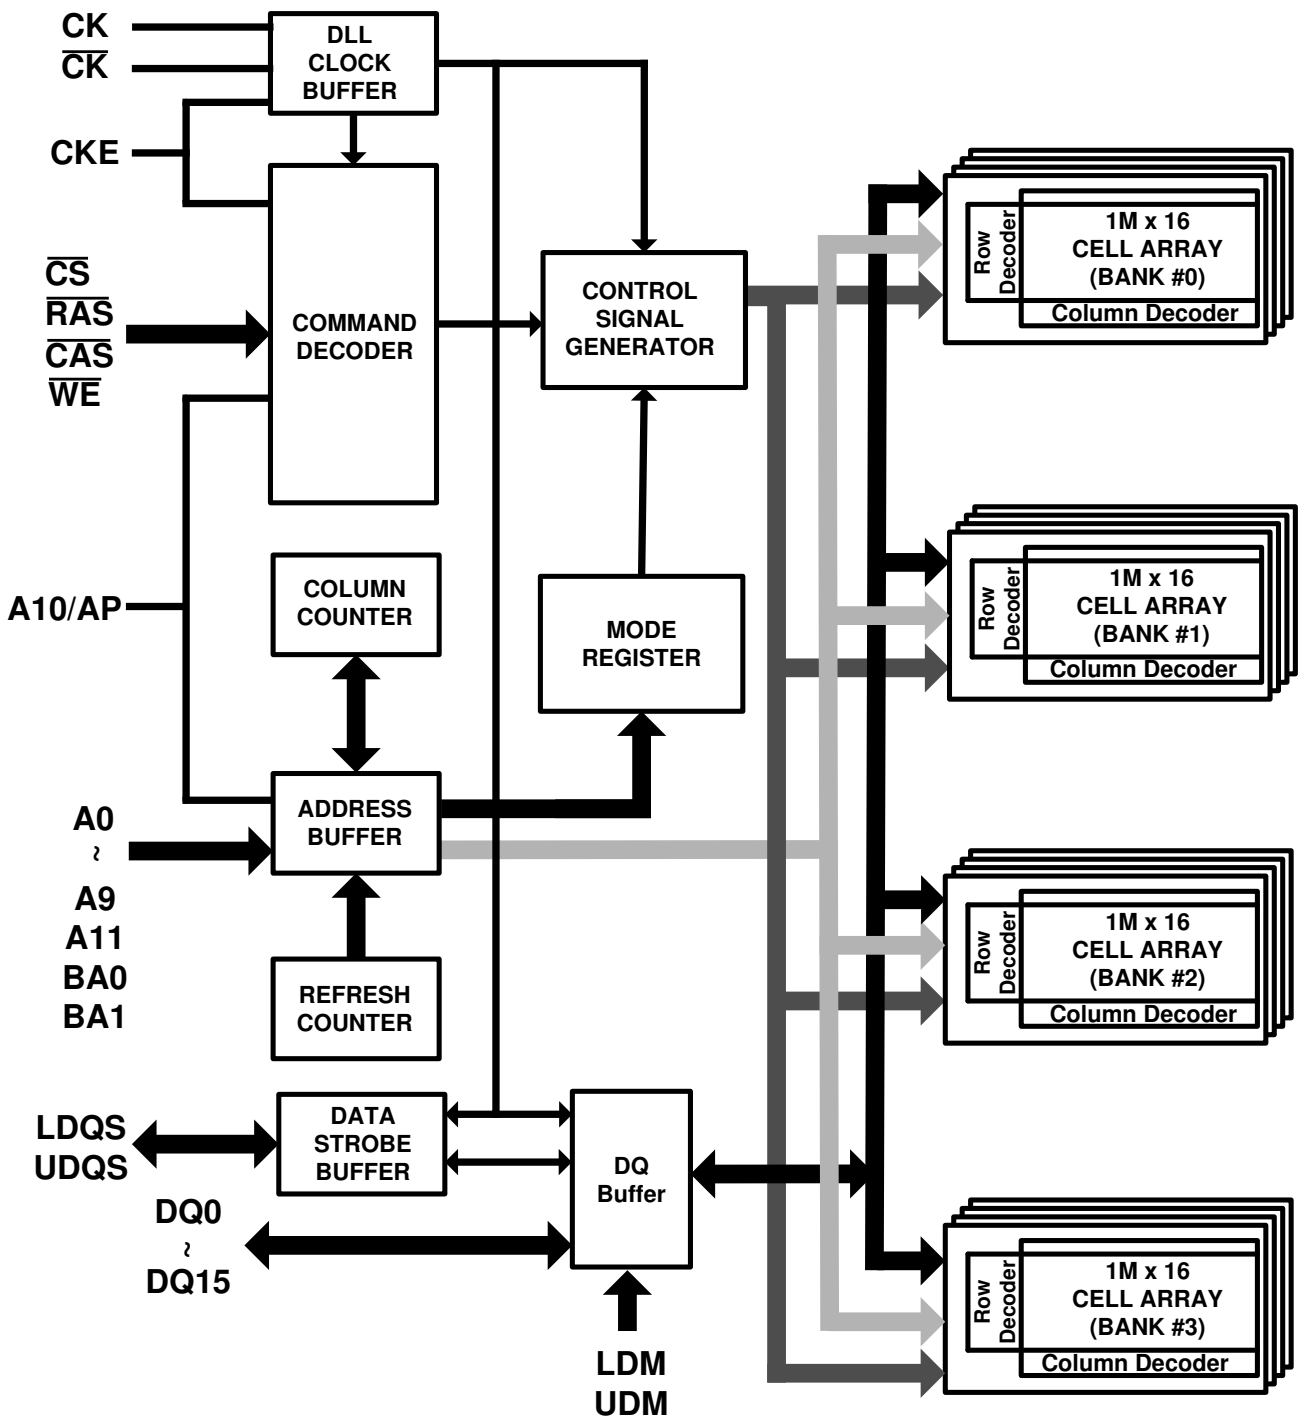 CK
CK
CKE
CS
RAS
CAS
WE
A10/AP
A0
~
A9
A11
BA0
BA1
LDQS
UDQS
DQ0
~
DQ15
DLL
CLOCK
BUFFER
COMMAND
DECODER
COLUMN
COUNTER
ADDRESS
BUFFER
REFRESH
COUNTER
DATA
STROBE
BUFFER
CONTROL
SIGNAL
GENERATOR
MODE
REGISTER
DQ
Buffer
LDM
UDM
Row
Decoder
1M x 16
CELL ARRAY
(BANK #0)
Column Decoder
Row
Decoder
1M x 16
CELL ARRAY
(BANK #1)
Column Decoder
Row
Decoder
1M x 16
CELL ARRAY
(BANK #2)
Column Decoder
Row
Decoder
1M x 16
CELL ARRAY
(BANK #3)
Column Decoder